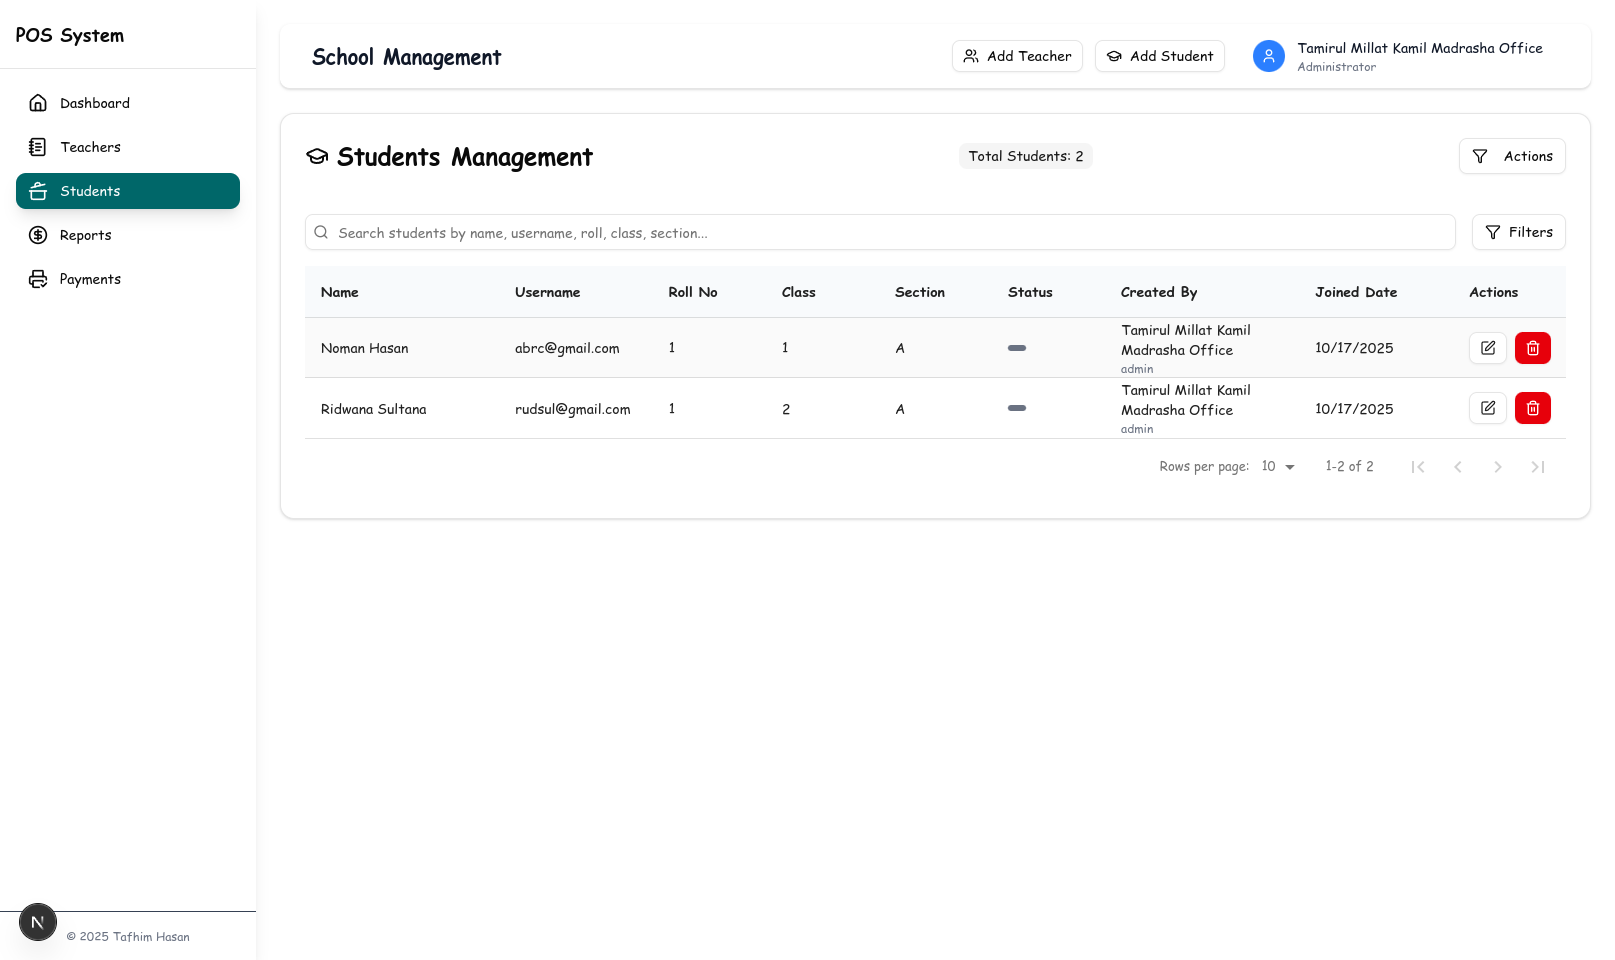 POS System
Dashboard
Teachers
Students
Reports
Payments
© 2025 Tafhim Hasan
N
School Management
Add Teacher
Add Student
Tamirul Millat Kamil Madrasha Office
Administrator
Students Management
Total Students: 2
Actions
Search students by name, username, roll, class, section...
Filters
Name Username Roll No Class Section Status Created By Joined Date Actions
Noman Hasan abrc@gmail.com 1 1 A Tamirul Millat Kamil
Madrasha Office
admin
10/17/2025
Ridwana Sultana rudsul@gmail.com 1 2 A Tamirul Millat Kamil
Madrasha Office
admin
10/17/2025
Rows per page: 10 1-2 of 2